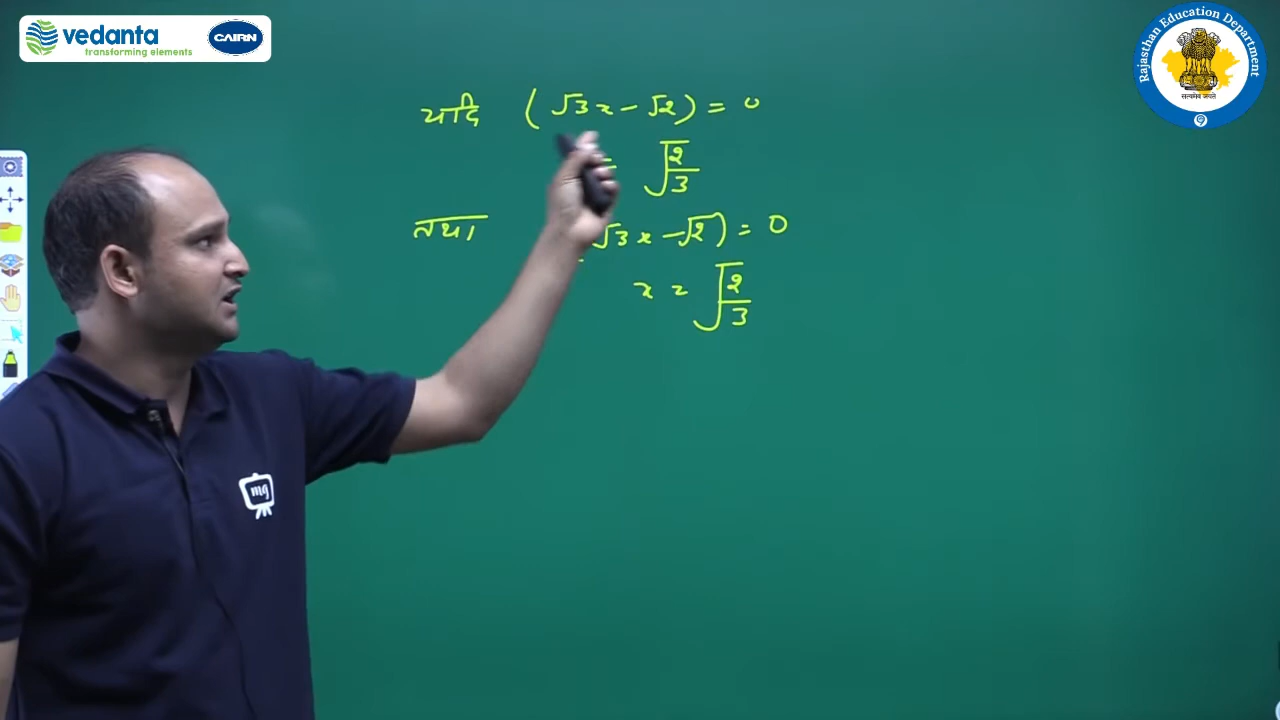 vedanta
transforming elements
CAIRN
Rajasthan Education Department
सत्यमेव जयते
यदि (√3x - √2) = 0
= √2/3
तथा √3x - √2) = 0
x = √2/3
mg